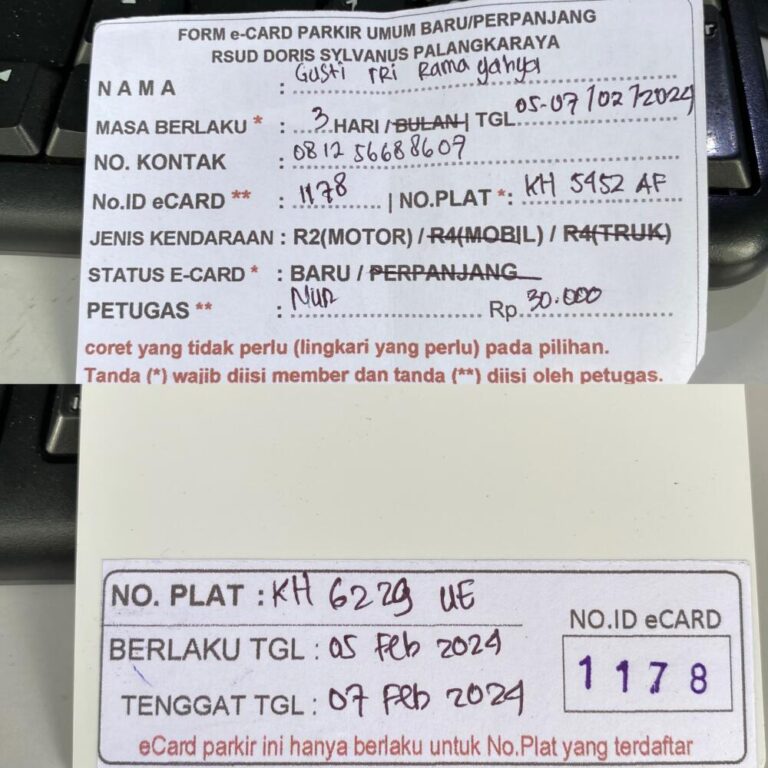 FORM e-CARD PARKIR UMUM BARU/PERPANJANG
RSUD DORIS SYLVANUS PALANGKARAYA
NAMA : Gusti TRi Rama yahya
MASA BERLAKU * : 3 HARI / BULAN | TGL 05-07/02/2024
NO. KONTAK : 0812 56688607
No.ID eCARD ** : 1178 | NO.PLAT *: KH 5952 AF
JENIS KENDARAAN : R2(MOTOR) / R4(MOBIL) / R4(TRUK)
STATUS E-CARD * : BARU / PERPANJANG
PETUGAS ** : Nur Rp. 30.000
coret yang tidak perlu (lingkari yang perlu) pada pilihan.
Tanda (*) wajib diisi member dan tanda (**) diisi oleh petugas.
NO. PLAT : KH 6229 UE
NO.ID eCARD
BERLAKU TGL : 05 Feb 2024
1178
TENGGAT TGL : 07 Feb 2024
eCard parkir ini hanya berlaku untuk No.Plat yang terdaftar